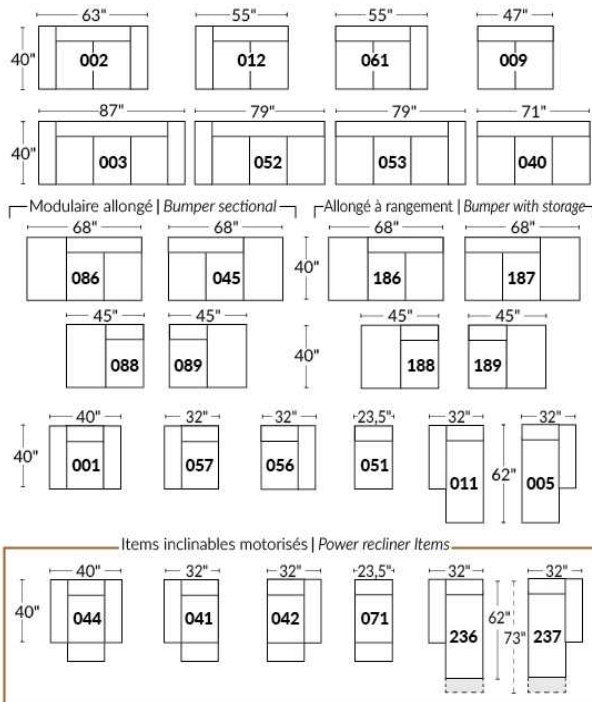 63" 55" 55" 47"
40" 002 012 061 009
87" 79" 79" 71"
40" 003 052 053 040
Modulaire allongé | Bumper sectional Allongé à rangement | Bumper with storage
68" 68" 68" 68"
086 045 40" 186 187
45" 45" 45" 45"
088 089 40" 188 189
40" 32" 32" 23,5" 32" 32"
40" 001 057 056 051 011 62" 005
Items inclinables motorisés | Power recliner Items
40" 32" 32" 23,5" 32" 32"
40" 044 041 042 071 236 62" 73" 237